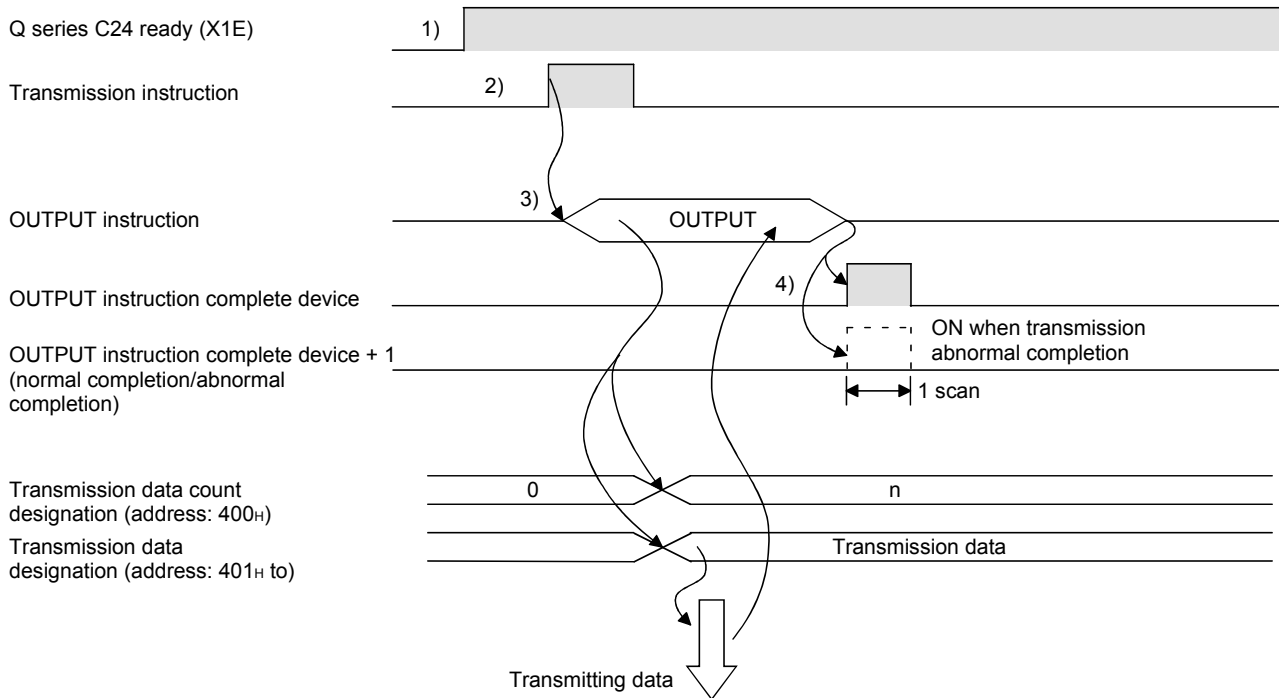 Q series C24 ready (X1E)
1)
Transmission instruction
2)
3)
OUTPUT instruction
OUTPUT
4)
OUTPUT instruction complete device
ON when transmission
abnormal completion
OUTPUT instruction complete device + 1
(normal completion/abnormal
completion)
1 scan
Transmission data count
designation (address: 400H)
0
n
Transmission data
designation (address: 401H to)
Transmission data
Transmitting data